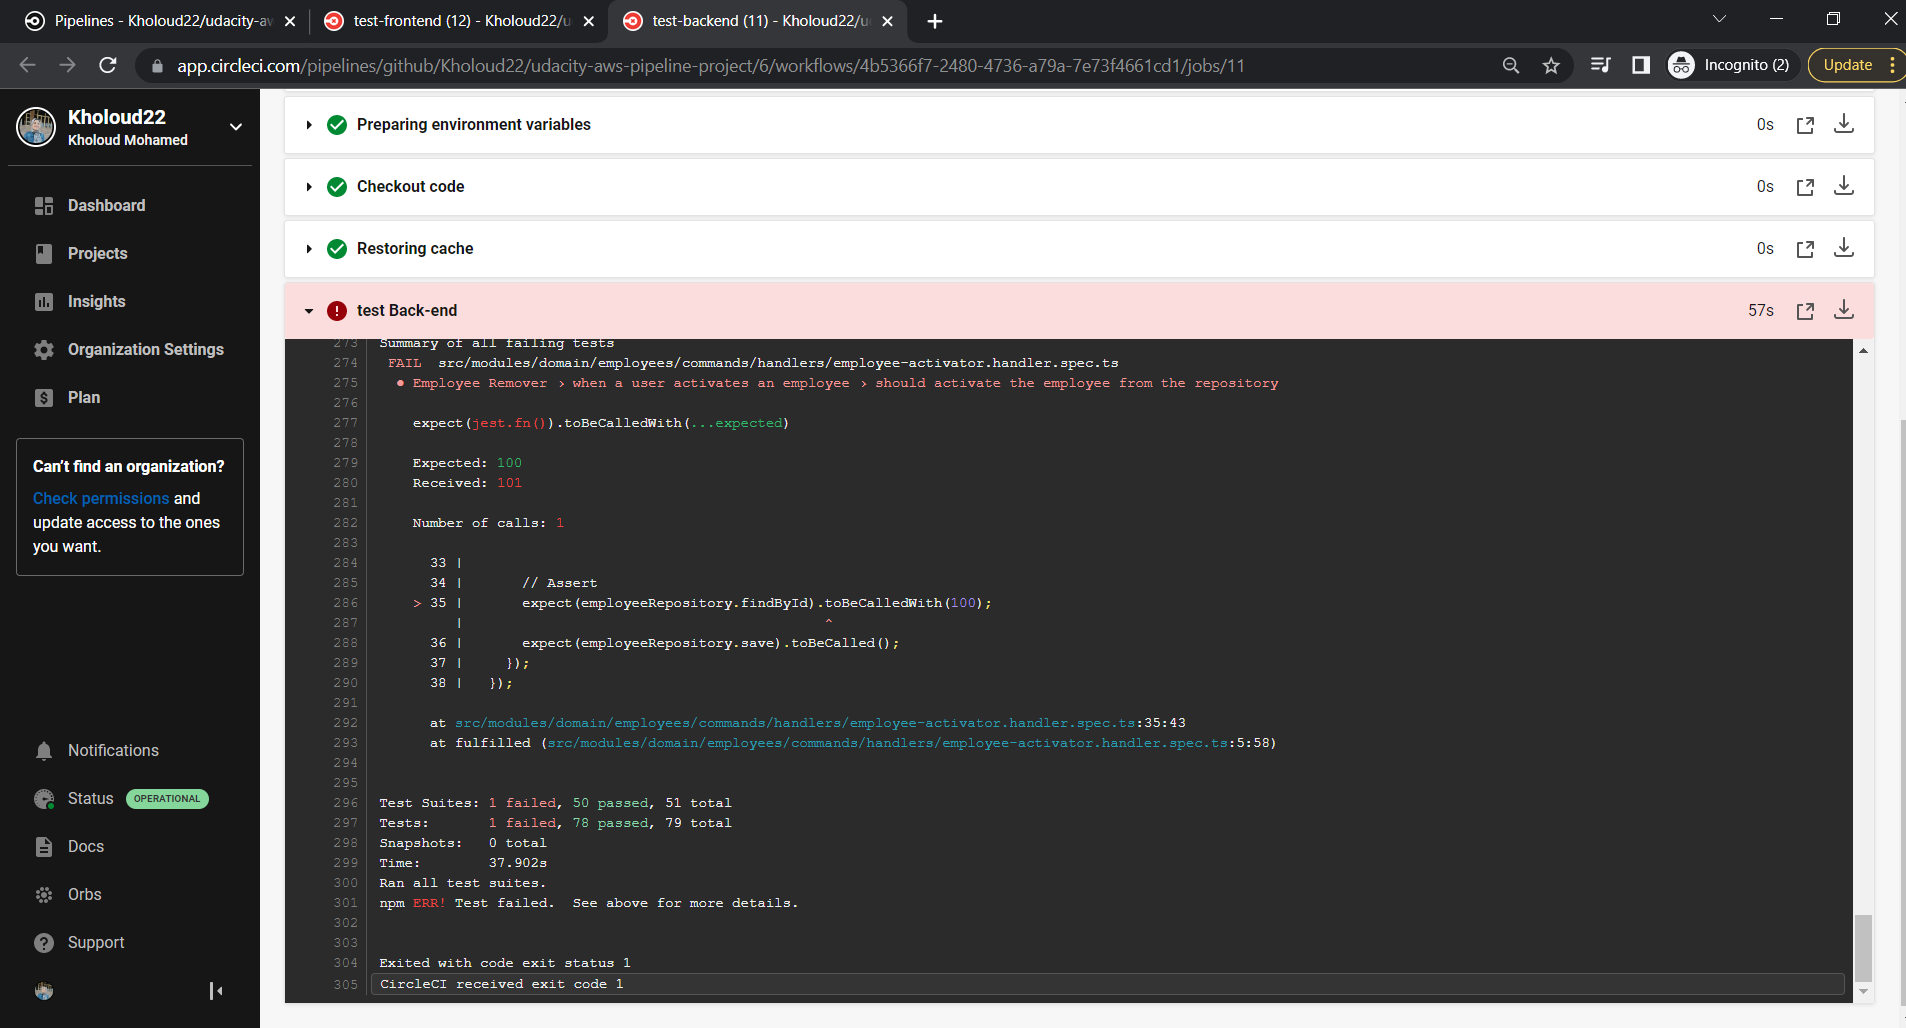 Pipelines - Kholoud22/udacity-aw
test-frontend (12) - Kholoud22/u
test-backend (11) - Kholoud22/u
app.circleci.com/pipelines/github/Kholoud22/udacity-aws-pipeline-project/6/workflows/4b5366f7-2480-4736-a79a-7e73f4661cd1/jobs/11
Incognito (2)
Update
Kholoud22
Kholoud Mohamed
Dashboard
Projects
Insights
Organization Settings
Plan
Can't find an organization?
Check permissions and
update access to the ones
you want.
Notifications
Status OPERATIONAL
Docs
Orbs
Support
Preparing environment variables 0s
Checkout code 0s
Restoring cache 0s
test Back-end 57s
273 Summary of all failing tests
274 FAIL src/modules/domain/employees/commands/handlers/employee-activator.handler.spec.ts
275 ● Employee Remover › when a user activates an employee › should activate the employee from the repository
276
277 expect(jest.fn()).toBeCalledWith(...expected)
278
279 Expected: 100
280 Received: 101
281
282 Number of calls: 1
283
284 33 |
285 34 | // Assert
286 > 35 | expect(employeeRepository.findById).toBeCalledWith(100);
287 | ^
288 36 | expect(employeeRepository.save).toBeCalled();
289 37 | });
290 38 | });
291
292 at src/modules/domain/employees/commands/handlers/employee-activator.handler.spec.ts:35:43
293 at fulfilled (src/modules/domain/employees/commands/handlers/employee-activator.handler.spec.ts:5:58)
294
295
296 Test Suites: 1 failed, 50 passed, 51 total
297 Tests: 1 failed, 78 passed, 79 total
298 Snapshots: 0 total
299 Time: 37.902s
300 Ran all test suites.
301 npm ERR! Test failed. See above for more details.
302
303
304 Exited with code exit status 1
305 CircleCI received exit code 1